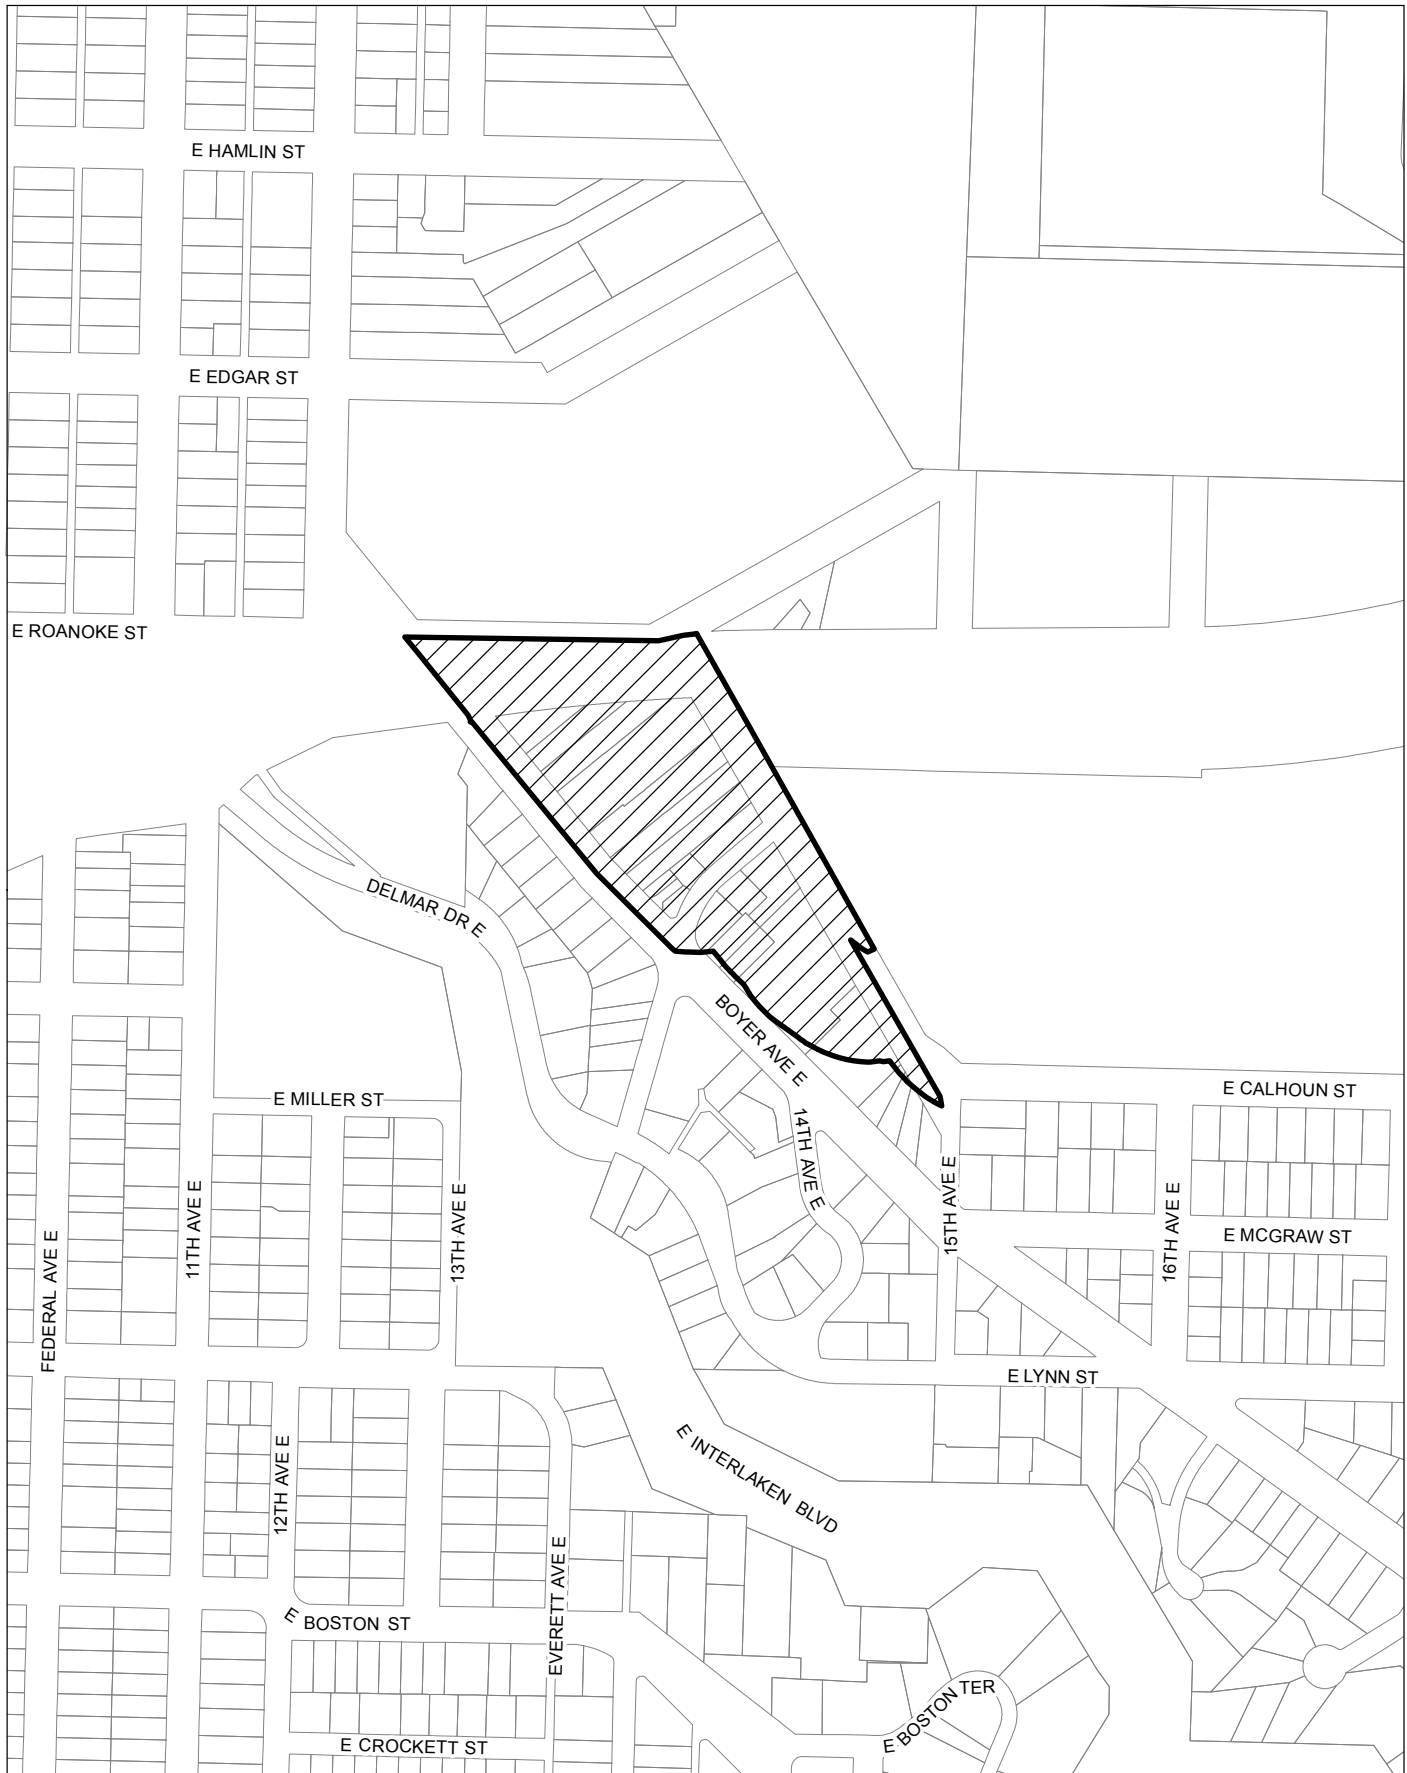 E HAMLIN ST
E EDGAR ST
E ROANOKE ST
DELMAR DR E
BOYER AVE E
E MILLER ST
E CALHOUN ST
14TH AVE E
11TH AVE E
13TH AVE E
15TH AVE E
16TH AVE E
E MCGRAW ST
FEDERAL AVE E
E LYNN ST
E INTERLAKEN BLVD
12TH AVE E
EVERETT AVE E
E BOSTON ST
E BOSTON TER
E CROCKETT ST